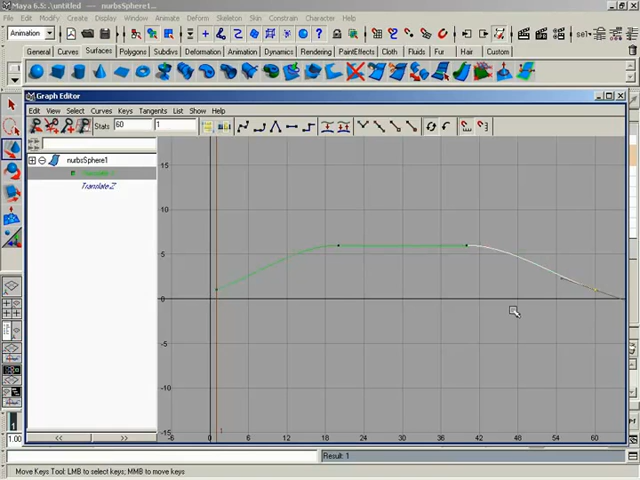 Maya 6.5: untitled --- nurbsSphere1...
File Edit Modify Create Display Window Animate Deform Skeleton Skin Constrain Character Help
Animation sel
General Curves Surfaces Polygons Subdivs Deformation Animation Dynamics Rendering PaintEffects Cloth Fluids Fur Hair Custom
Graph Editor
Edit View Select Curves Keys Tangents List Show Help
Stats 60 1
nurbsSphere1
Translate Z
15
10
5
0
-5
-10
-15
-6 0 6 12 18 24 30 36 42 48 54 60
1
<< >>
1.00 Result: 1
Move Keys Tool: LMB to select keys; MMB to move keys